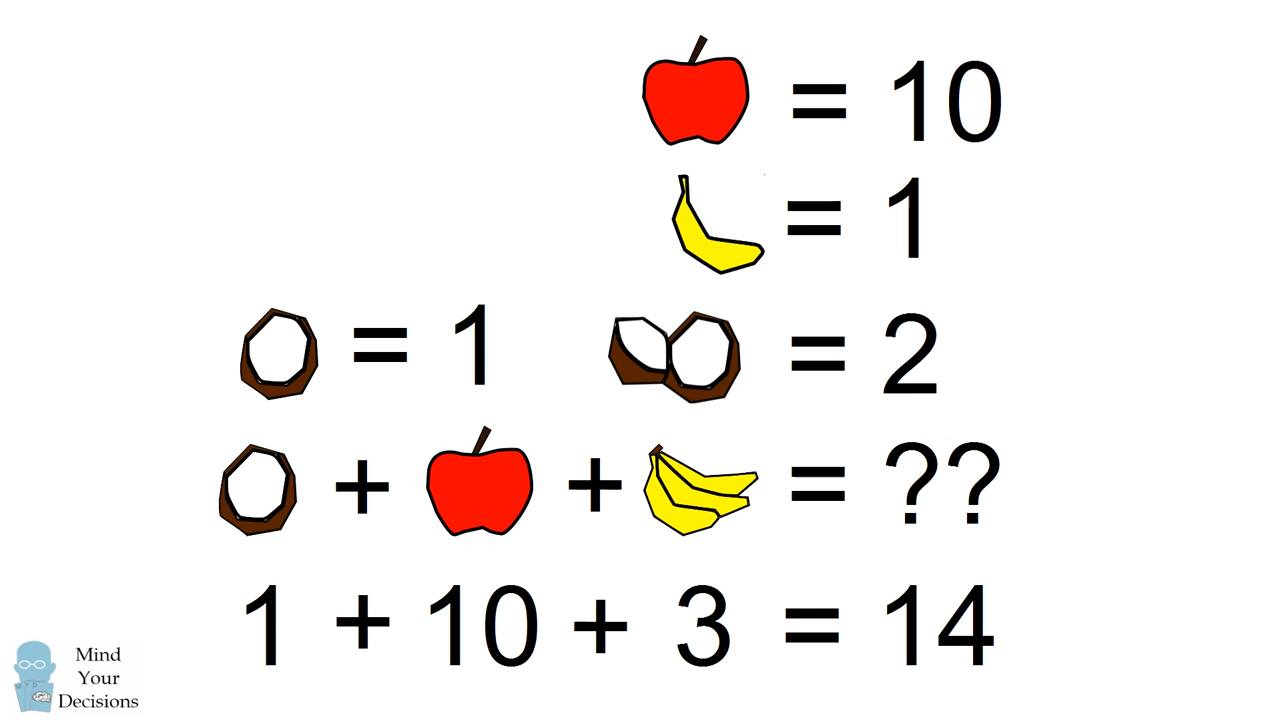 = 10
= 1
= 1 = 2
+ + = ??
1 + 10 + 3 = 14
Mind
Your
Decisions